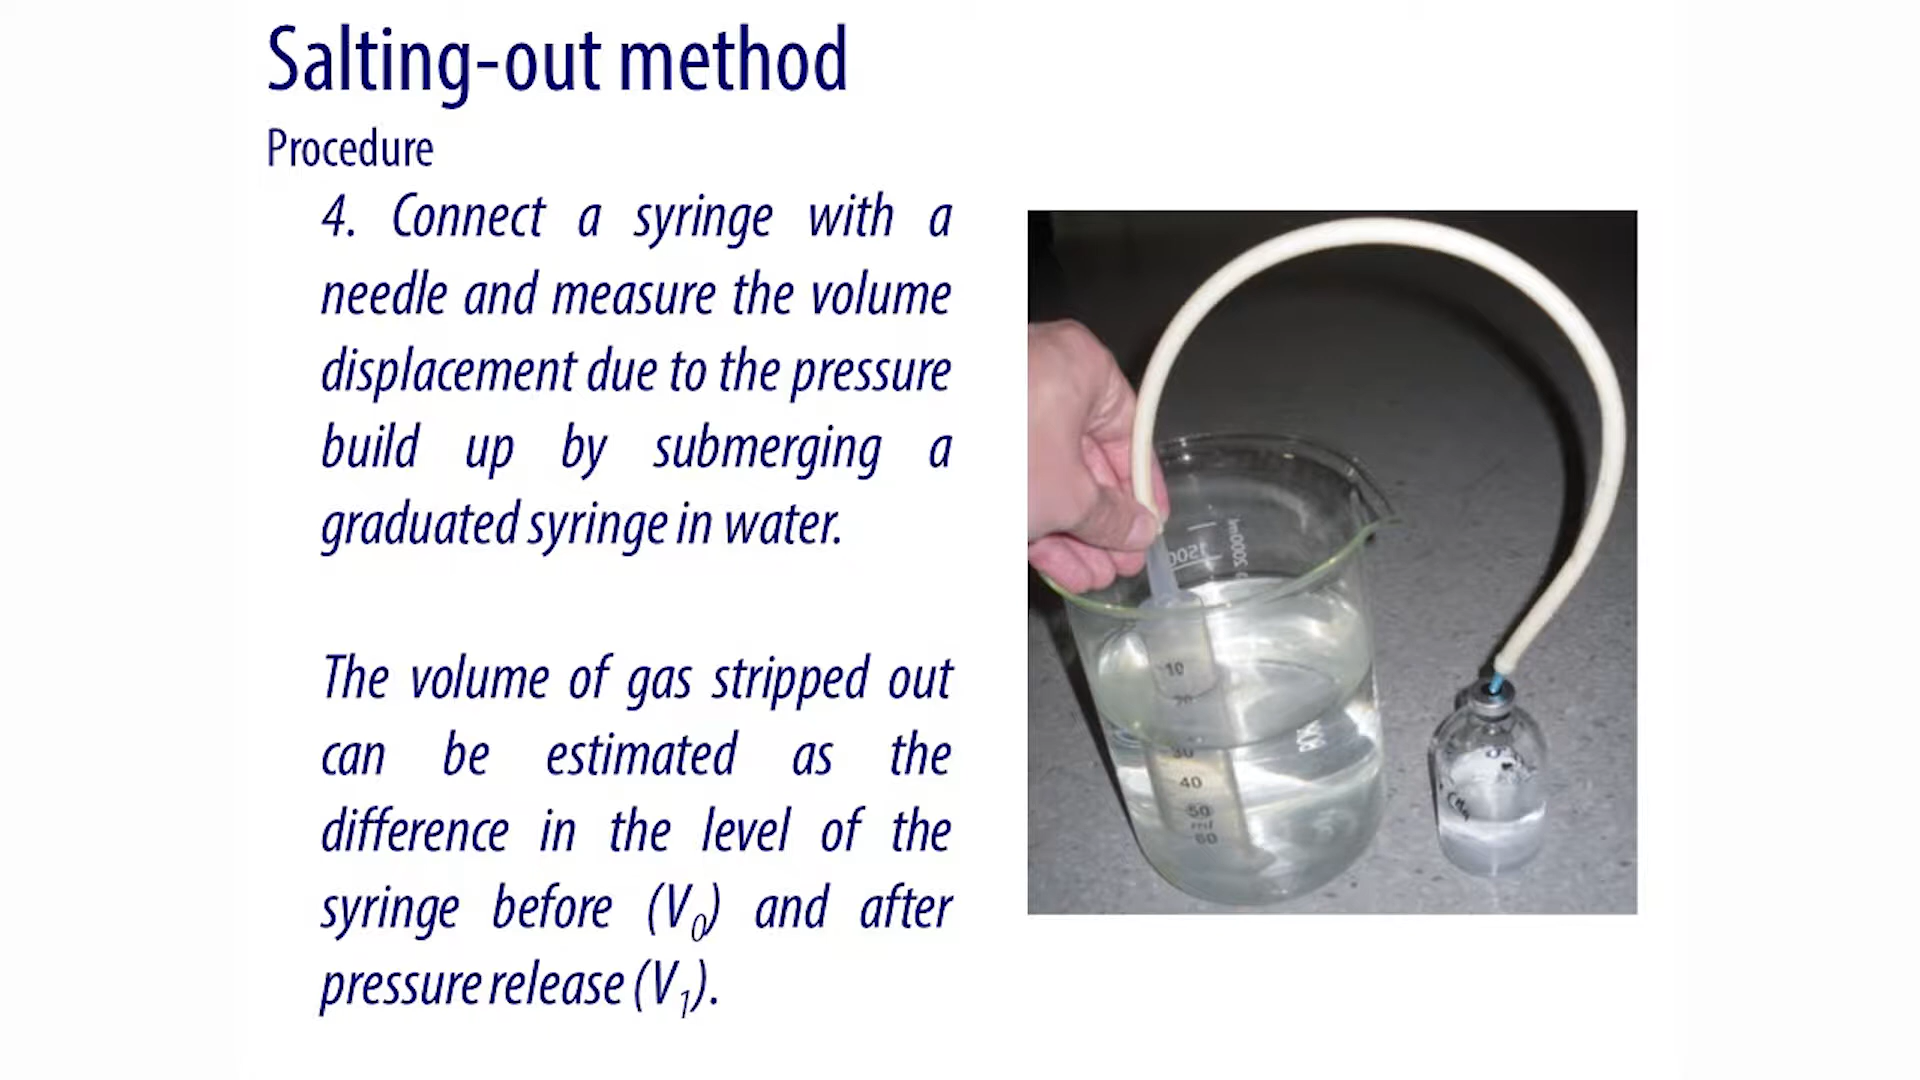 Salting-out method
Procedure
4. Connect a syringe with a
needle and measure the volume
displacement due to the pressure
build up by submerging a
graduated syringe in water.
The volume of gas stripped out
can be estimated as the
difference in the level of the
syringe before (V0) and after
pressure release (V1).
10
20
30
40
50
ml
60